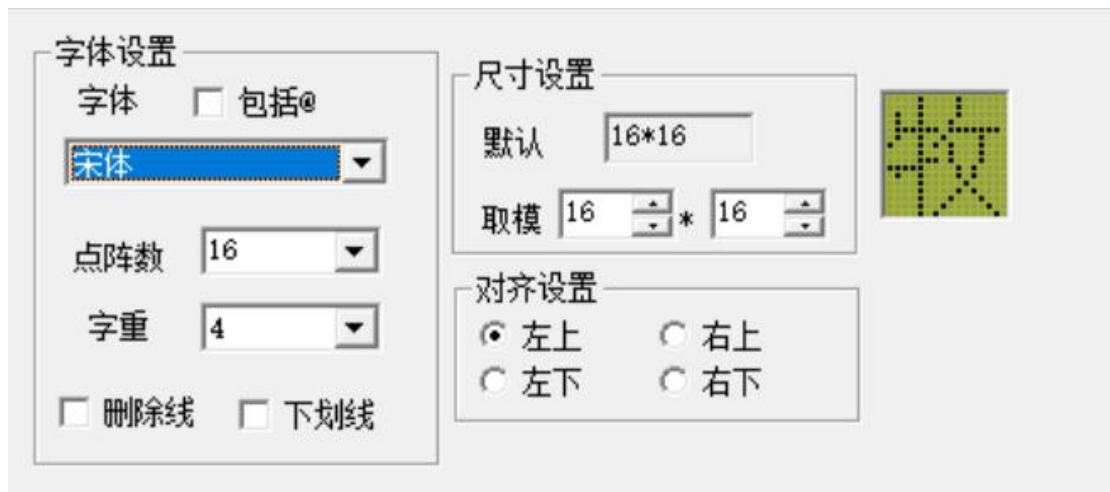 字体设置
字体 包括@
宋体
点阵数 16
字重 4
删除线 下划线
尺寸设置
默认 16*16
取模 16 * 16
对齐设置
左上 右上
左下 右下